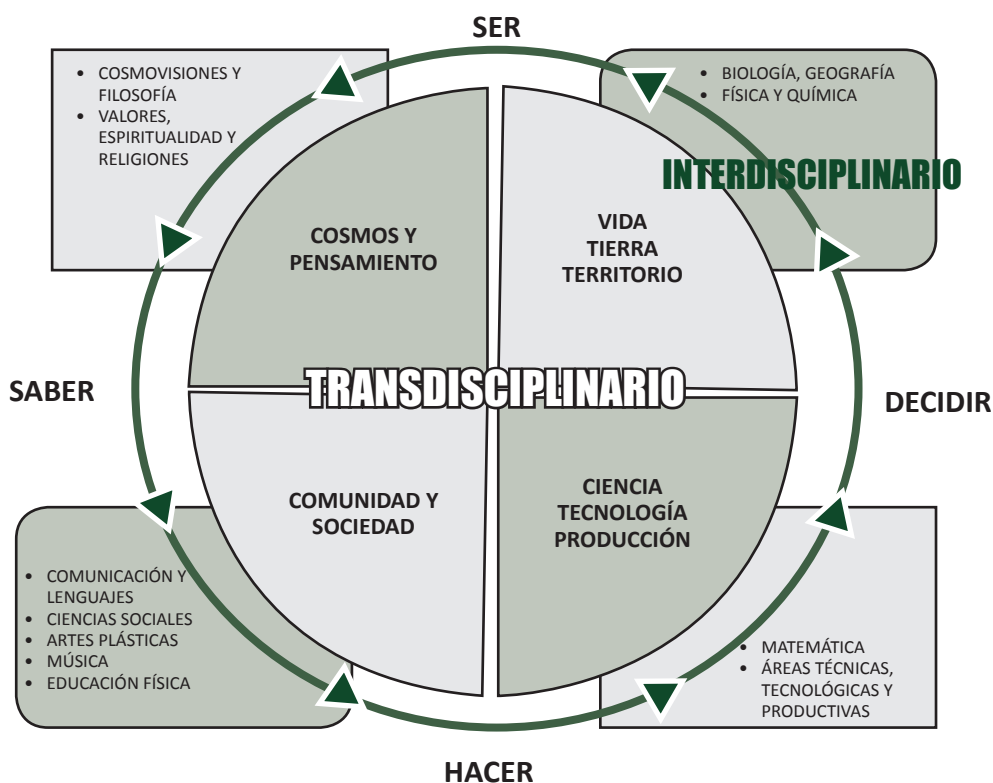 SER
• COSMOVISIONES Y
FILOSOFÍA
• VALORES,
ESPIRITUALIDAD Y
RELIGIONES
• BIOLOGÍA, GEOGRAFÍA
• FÍSICA Y QUÍMICA
INTERDISCIPLINARIO
COSMOS Y
PENSAMIENTO
VIDA
TIERRA
TERRITORIO
SABER
TRANSDISCIPLINARIO
DECIDIR
COMUNIDAD Y
SOCIEDAD
CIENCIA
TECNOLOGÍA
PRODUCCIÓN
• COMUNICACIÓN Y
LENGUAJES
• CIENCIAS SOCIALES
• ARTES PLÁSTICAS
• MÚSICA
• EDUCACIÓN FÍSICA
• MATEMÁTICA
• ÁREAS TÉCNICAS,
TECNOLÓGICAS Y
PRODUCTIVAS
HACER